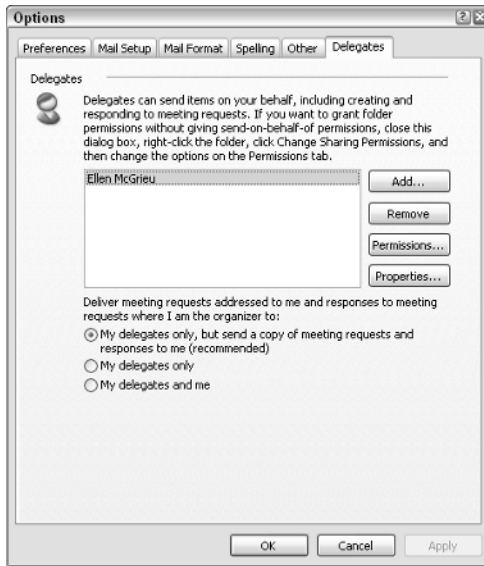 Options
Preferences Mail Setup Mail Format Spelling Other Delegates
Delegates
Delegates can send items on your behalf, including creating and
responding to meeting requests. If you want to grant folder
permissions without giving send-on-behalf-of permissions, close this
dialog box, right-click the folder, click Change Sharing Permissions, and
then change the options on the Permissions tab.
Ellen McGrieu
Add...
Remove
Permissions...
Properties...
Deliver meeting requests addressed to me and responses to meeting
requests where I am the organizer to:
My delegates only, but send a copy of meeting requests and
responses to me (recommended)
My delegates only
My delegates and me
OK Cancel Apply